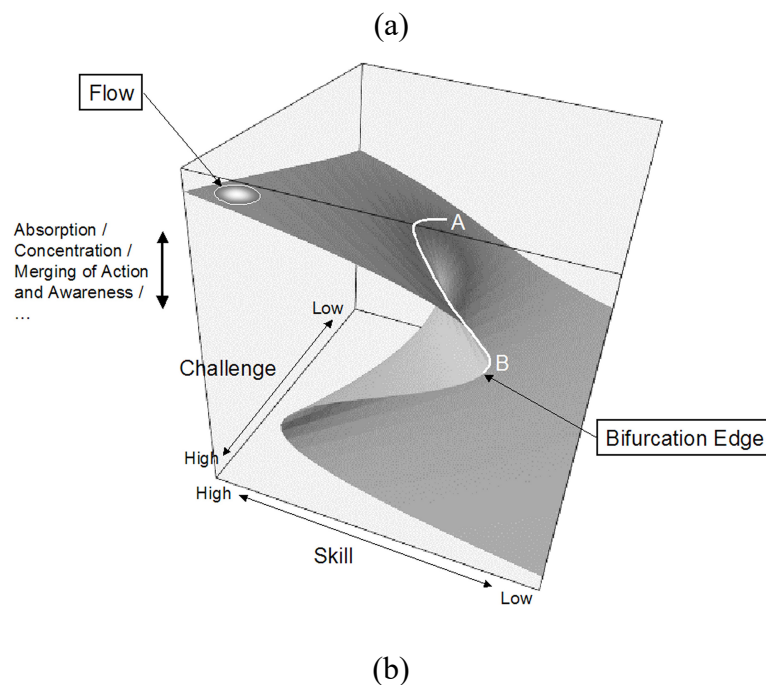 (a)
Flow
A
Absorption /
Concentration /
Merging of Action
and Awareness /
…
Low
Challenge
B
Bifurcation Edge
High
High
Skill
Low
(b)